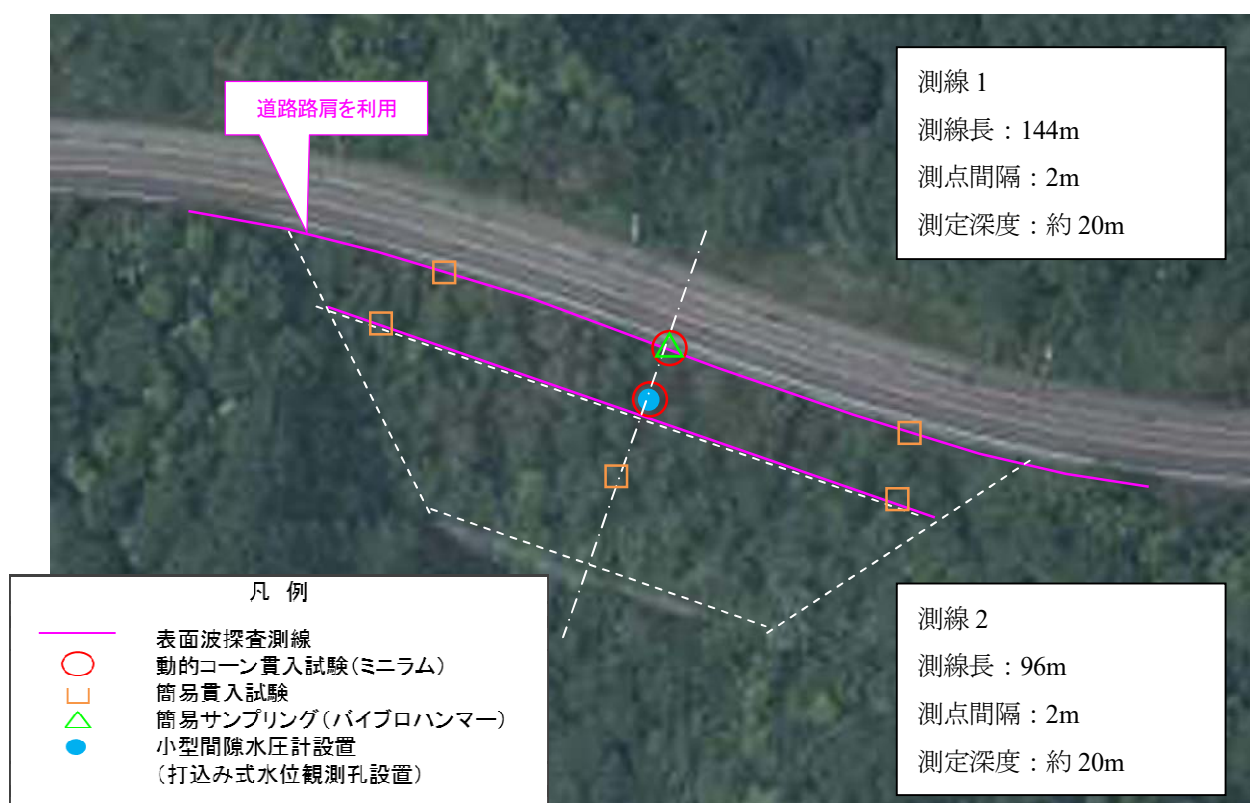 道路路肩を利用
測線 1
測線長：144m
測点間隔：2m
測定深度：約 20m
凡 例
表面波探査測線
動的コーン貫入試験（ミニラム）
簡易貫入試験
簡易サンプリング（バイブロハンマー）
小型間隙水圧計設置
（打込み式水位観測孔設置）
測線 2
測線長：96m
測点間隔：2m
測定深度：約 20m